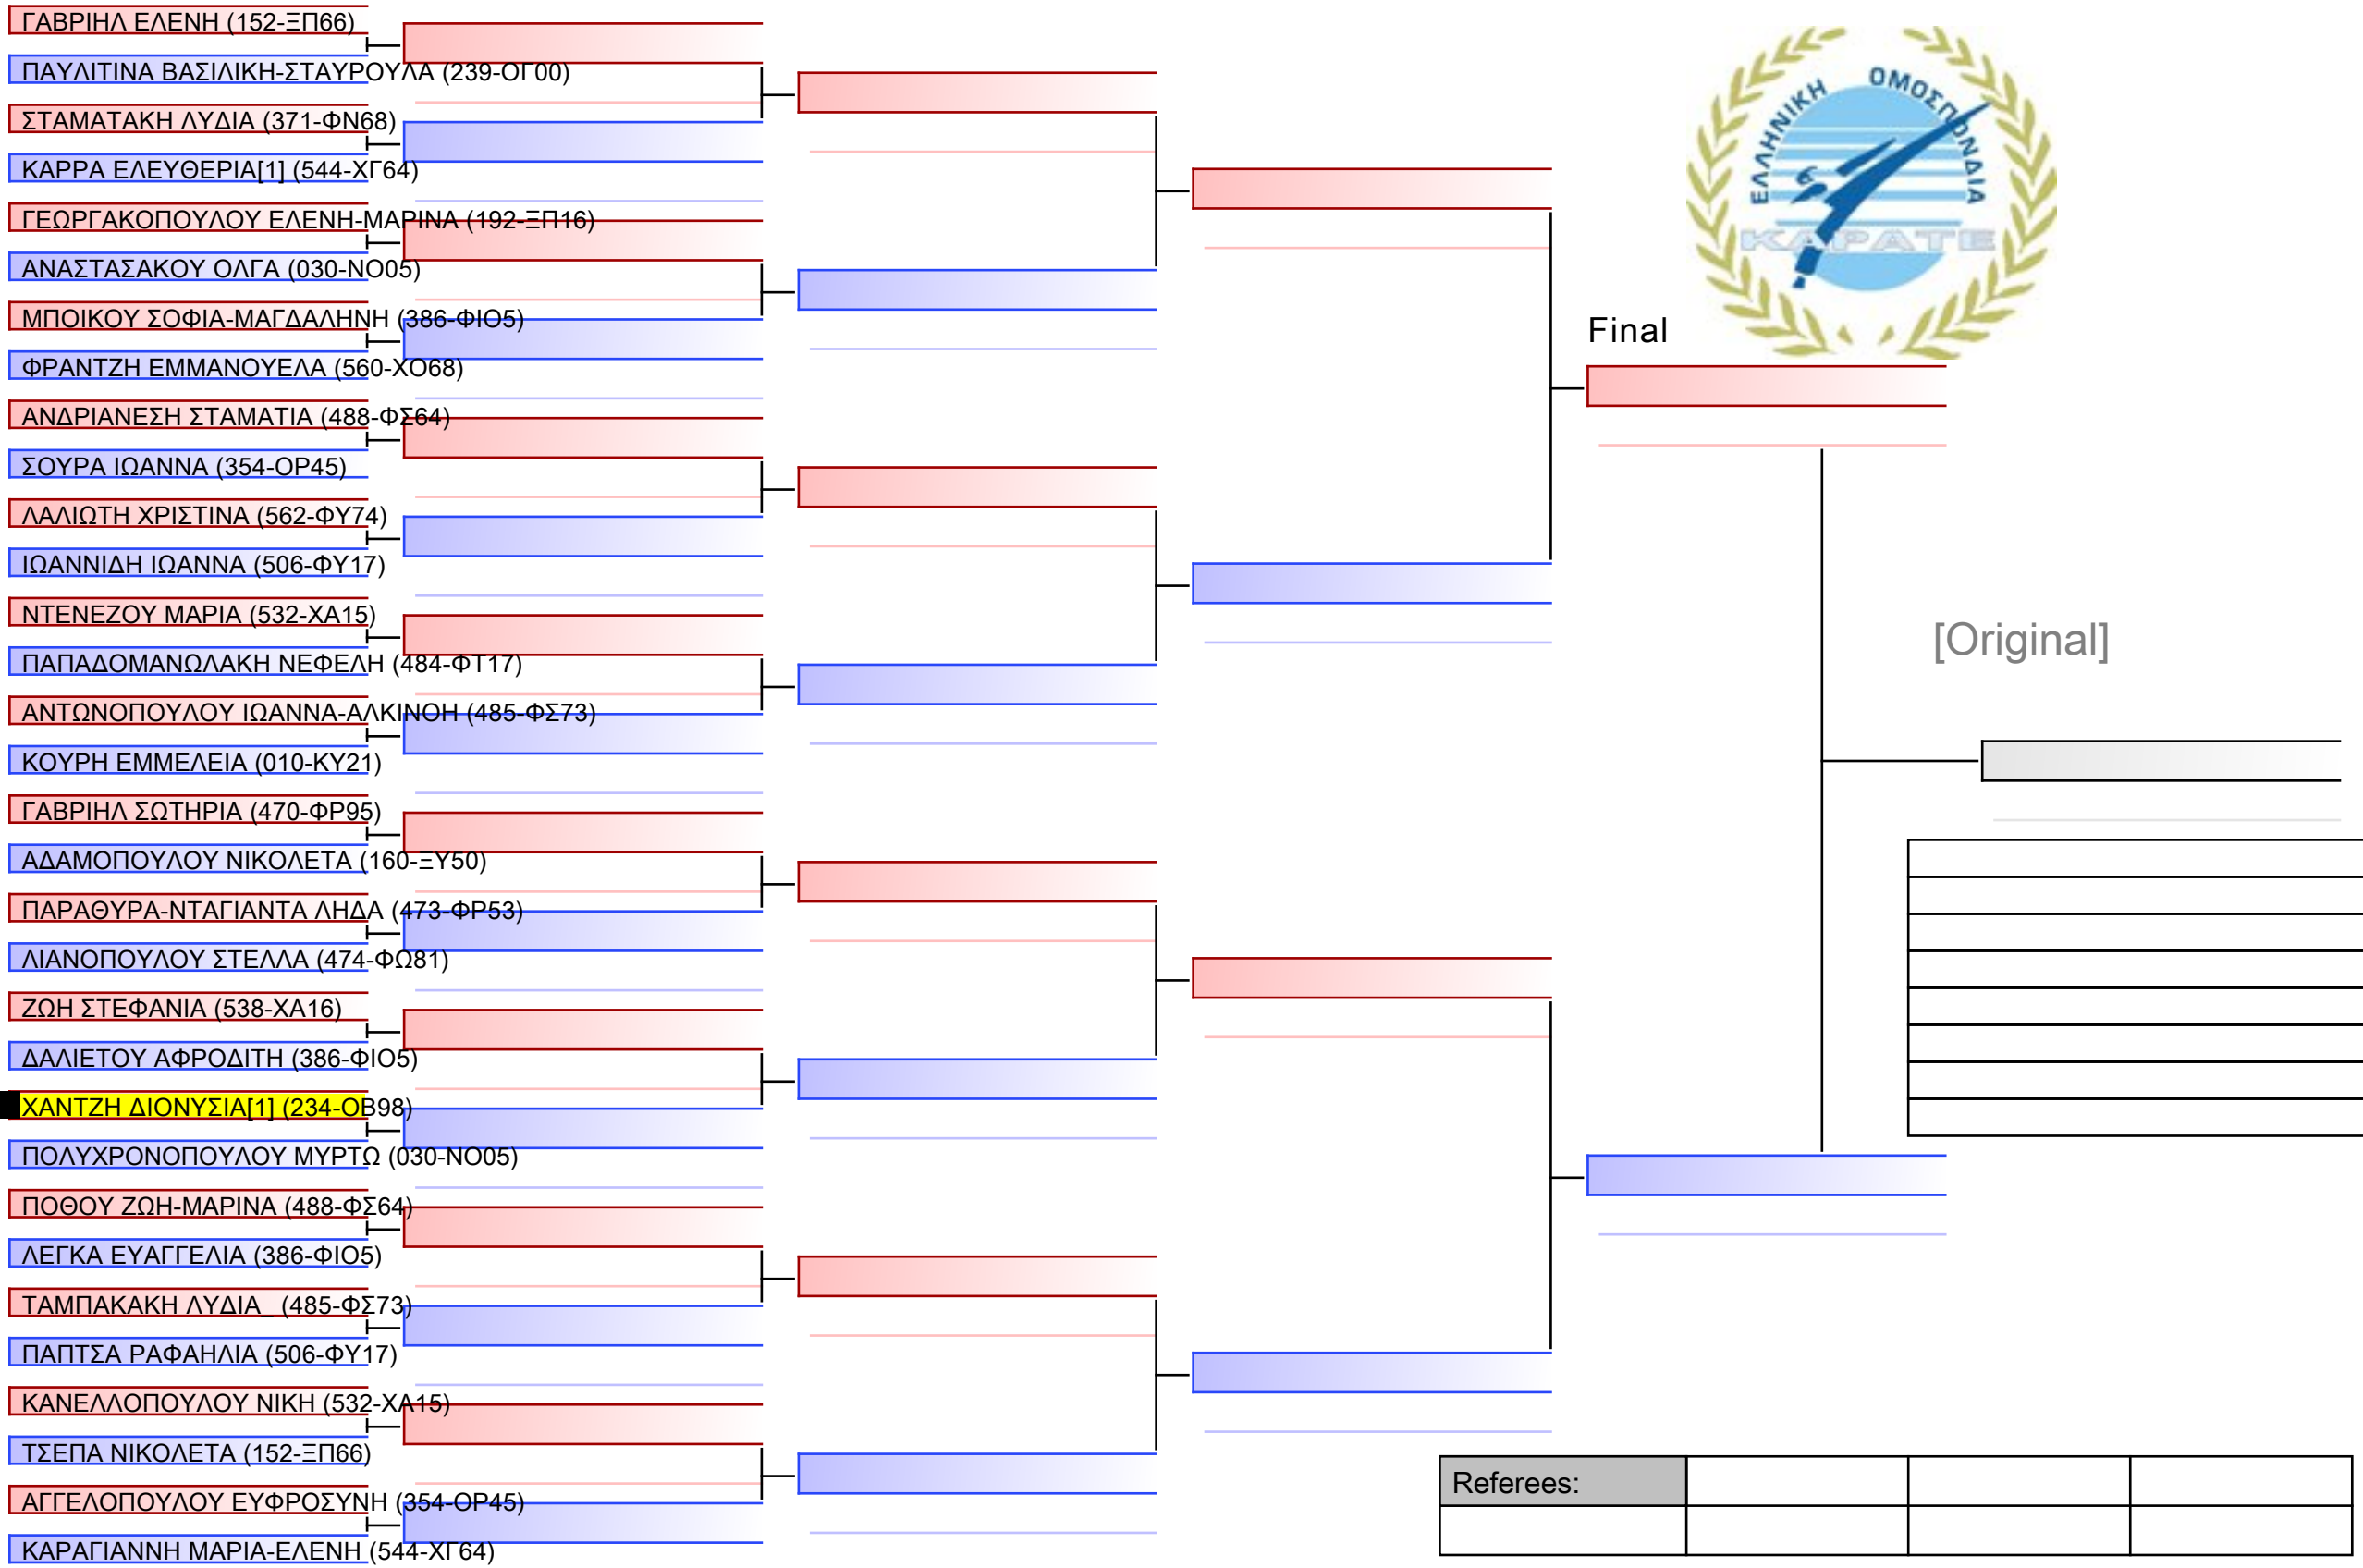 ΓΑΒΡΙΗΛ ΕΛΕΝΗ (152-ΞΠ66)
ΠΑΥΛΙΤΙΝΑ ΒΑΣΙΛΙΚΗ-ΣΤΑΥΡΟΥΛΑ (239-ΟΓ00)
ΣΤΑΜΑΤΑΚΗ ΛΥΔΙΑ (371-ΦΝ68)
ΚΑΡΡΑ ΕΛΕΥΘΕΡΙΑ[1] (544-ΧΓ64)
ΓΕΩΡΓΑΚΟΠΟΥΛΟΥ ΕΛΕΝΗ-ΜΑΡΙΝΑ (192-ΞΠ16)
ΑΝΑΣΤΑΣΑΚΟΥ ΟΛΓΑ (030-ΝΟ05)
ΜΠΟΙΚΟΥ ΣΟΦΙΑ-ΜΑΓΔΑΛΗΝΗ (386-ΦΙΟ5)
ΦΡΑΝΤΖΗ ΕΜΜΑΝΟΥΕΛΑ (560-ΧΟ68)
ΑΝΔΡΙΑΝΕΣΗ ΣΤΑΜΑΤΙΑ (488-ΦΣ64)
ΣΟΥΡΑ ΙΩΑΝΝΑ (354-ΟΡ45)
ΛΑΛΙΩΤΗ ΧΡΙΣΤΙΝΑ (562-ΦΥ74)
ΙΩΑΝΝΙΔΗ ΙΩΑΝΝΑ (506-ΦΥ17)
ΝΤΕΝΕΖΟΥ ΜΑΡΙΑ (532-ΧΑ15)
ΠΑΠΑΔΟΜΑΝΩΛΑΚΗ ΝΕΦΕΛΗ (484-ΦΤ17)
ΑΝΤΩΝΟΠΟΥΛΟΥ ΙΩΑΝΝΑ-ΑΛΚΙΝΟΗ (485-ΦΣ73)
ΚΟΥΡΗ ΕΜΜΕΛΕΙΑ (010-ΚΥ21)
ΓΑΒΡΙΗΛ ΣΩΤΗΡΙΑ (470-ΦΡ95)
ΑΔΑΜΟΠΟΥΛΟΥ ΝΙΚΟΛΕΤΑ (160-ΞΥ50)
ΠΑΡΑΘΥΡΑ-ΝΤΑΓΙΑΝΤΑ ΛΗΔΑ (473-ΦΡ53)
ΛΙΑΝΟΠΟΥΛΟΥ ΣΤΕΛΛΑ (474-ΦΩ81)
ΖΩΗ ΣΤΕΦΑΝΙΑ (538-ΧΑ16)
ΔΑΛΙΕΤΟΥ ΑΦΡΟΔΙΤΗ (386-ΦΙΟ5)
ΧΑΝΤΖΗ ΔΙΟΝΥΣΙΑ[1] (234-ΟΒ98)
ΠΟΛΥΧΡΟΝΟΠΟΥΛΟΥ ΜΥΡΤΩ (030-ΝΟ05)
ΠΟΘΟΥ ΖΩΗ-ΜΑΡΙΝΑ (488-ΦΣ64)
ΛΕΓΚΑ ΕΥΑΓΓΕΛΙΑ (386-ΦΙΟ5)
ΤΑΜΠΑΚΑΚΗ ΛΥΔΙΑ_ (485-ΦΣ73)
ΠΑΠΤΣΑ ΡΑΦΑΗΛΙΑ (506-ΦΥ17)
ΚΑΝΕΛΛΟΠΟΥΛΟΥ ΝΙΚΗ (532-ΧΑ15)
ΤΣΕΠΑ ΝΙΚΟΛΕΤΑ (152-ΞΠ66)
ΑΓΓΕΛΟΠΟΥΛΟΥ ΕΥΦΡΟΣΥΝΗ (354-ΟΡ45)
ΚΑΡΑΓΙΑΝΝΗ ΜΑΡΙΑ-ΕΛΕΝΗ (544-ΧΓ64)
ΕΛΛΗΝΙΚΗ ΟΜΟΣΠΟΝΔΙΑ
ΚΑΡΑΤΕ
Final
[Original]
Referees: